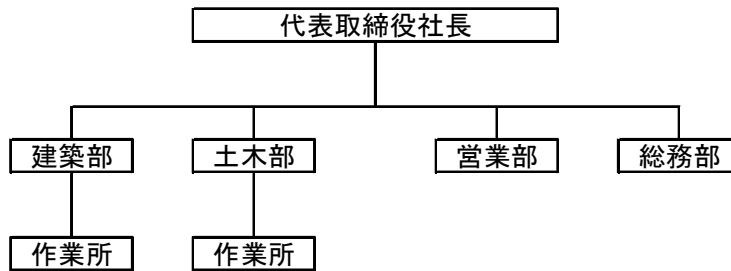 代表取締役社長
建築部
土木部
営業部
総務部
作業所
作業所